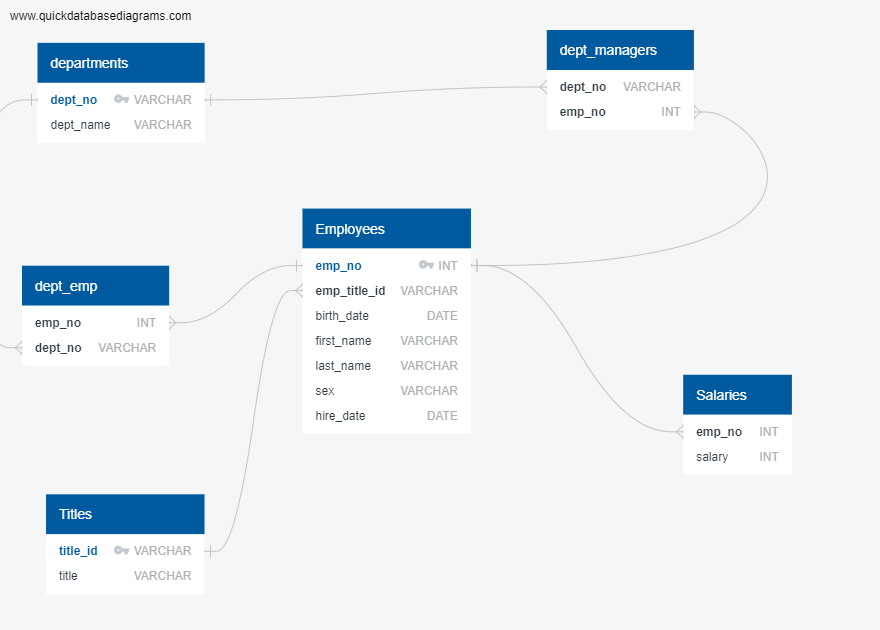 www.quickdatabasediagrams.com
departments
dept_no VARCHAR
dept_name VARCHAR
dept_managers
dept_no VARCHAR
emp_no INT
Employees
emp_no INT
emp_title_id VARCHAR
birth_date DATE
first_name VARCHAR
last_name VARCHAR
sex VARCHAR
hire_date DATE
dept_emp
emp_no INT
dept_no VARCHAR
Salaries
emp_no INT
salary INT
Titles
title_id VARCHAR
title VARCHAR